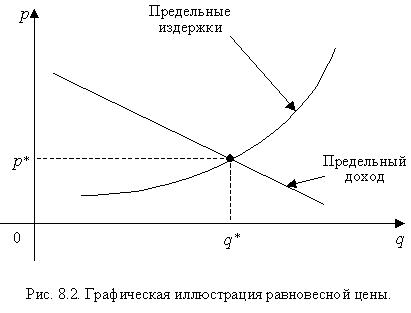 p
Предельные
издержки
p*
Предельный
доход
0
q*
q
Рис. 8.2. Графическая иллюстрация равновесной цены.